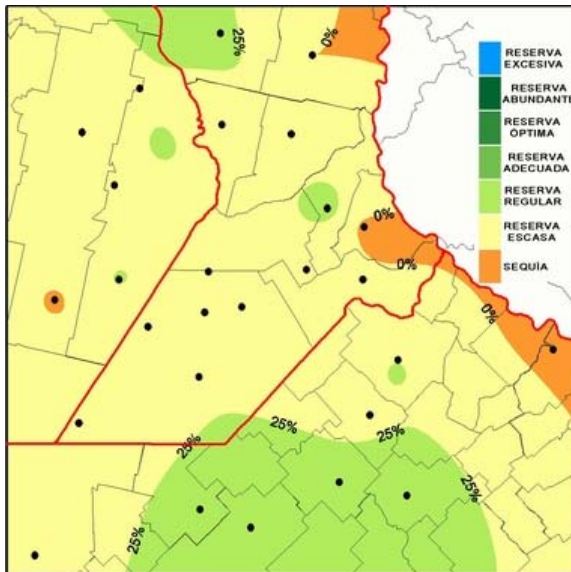 0%
25%
RESERVA
EXCESIVA
RESERVA
ABUNDANTE
RESERVA
ÓPTIMA
RESERVA
ADECUADA
RESERVA
REGULAR
RESERVA
ESCASA
SEQUÌA
0%
0%
0%
25%
25%
25%
25%
25%